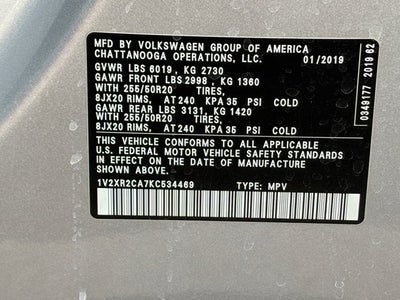 MFD BY VOLKSWAGEN GROUP OF AMERICA
CHATTANOOGA OPERATIONS, LLC. 01/2019
GVWR LBS 6019 , KG 2730
GAWR FRONT LBS 2998 , KG 1360
WITH 255/50R20 TIRES,
8JX20 RIMS, AT 240 KPA 35 PSI COLD
GAWR REAR LBS 3131, KG 1420
WITH 255/50R20 TIRES,
8JX20 RIMS, AT 240 KPA 35 PSI COLD
THIS VEHICLE CONFORMS TO ALL APPLICABLE
U.S. FEDERAL MOTOR VEHICLE SAFETY STANDARDS
IN EFFECT ON THE DATE OF MANUFACTURE
SHOWN ABOVE.
1V2XR2CA7KC534469 TYPE: MPV
0349177 2019 62